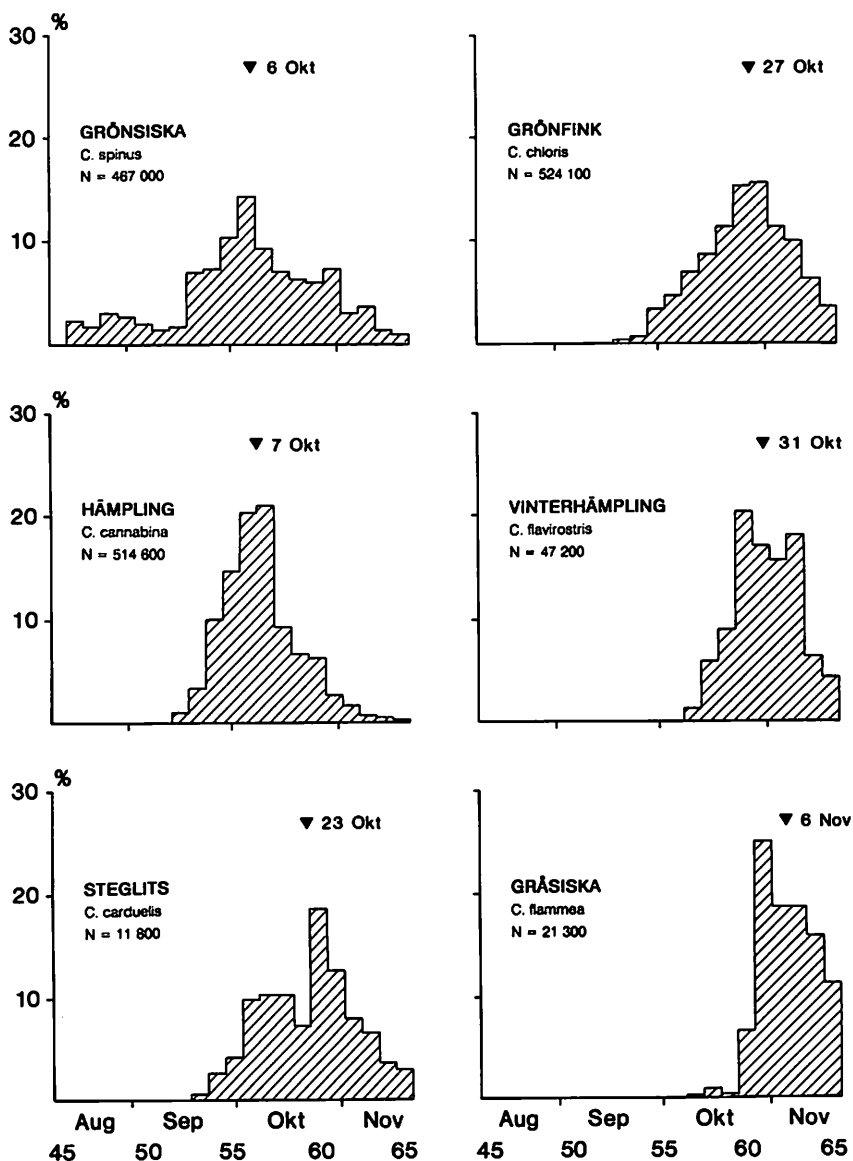 %
30
20
10
▼ 6 Okt
GRÖNSISKA
C. spinus
N = 467 000
▼ 27 Okt
GRÖNFINK
C. chloris
N = 524 100
%
30
20
10
▼ 7 Okt
HÄMPLING
C. cannabina
N = 514 600
▼ 31 Okt
VINTERHÄMPLING
C. flavirostris
N = 47 200
%
30
20
10
▼ 23 Okt
STEGLITS
C. carduelis
N = 11 800
▼ 6 Nov
GRÅSISKA
C. flammea
N = 21 300
Aug Sep Okt Nov
45 50 55 60 65
Aug Sep Okt Nov
45 50 55 60 65